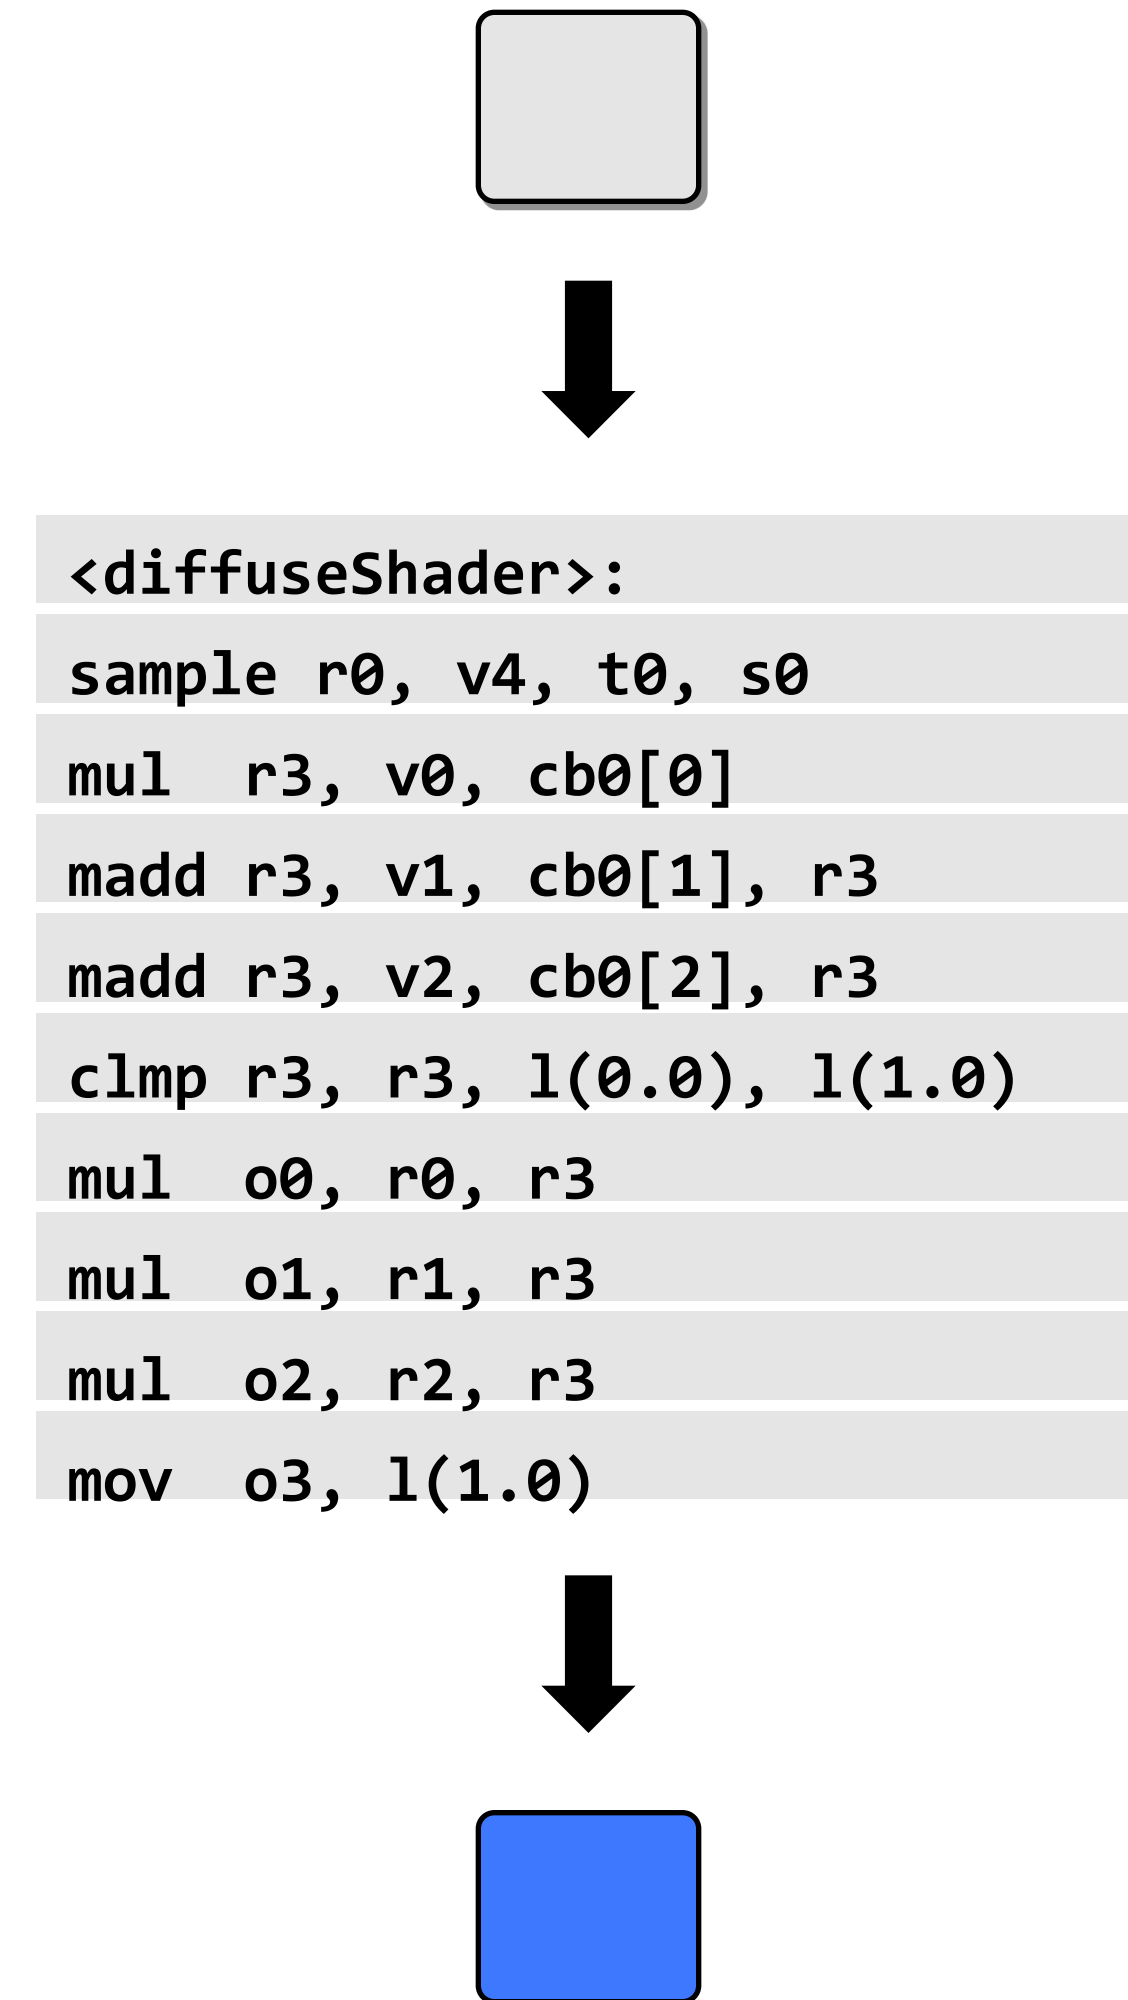 <diffuseShader>:
sample r0, v4, t0, s0
mul  r3, v0, cb0[0]
madd r3, v1, cb0[1], r3
madd r3, v2, cb0[2], r3
clmp r3, r3, l(0.0), l(1.0)
mul  o0, r0, r3
mul  o1, r1, r3
mul  o2, r2, r3
mov  o3, l(1.0)